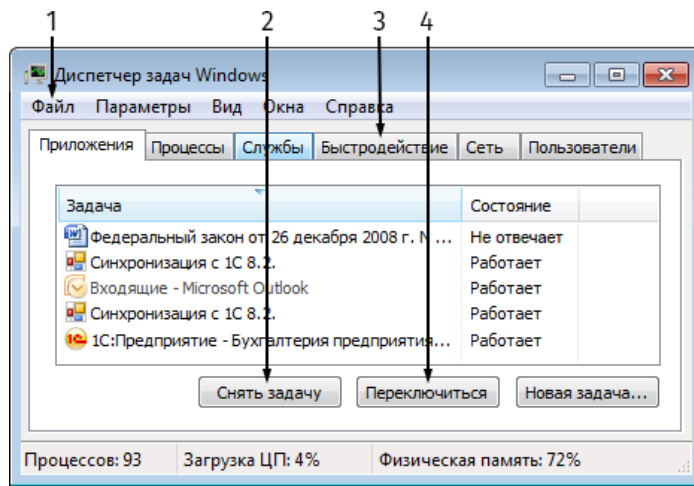 1 2 3 4
Диспетчер задач Windows
Файл Параметры Вид Окна Справка
Приложения Процессы Службы Быстродействие Сеть Пользователи
Задача Состояние
Федеральный закон от 26 декабря 2008 г. N ... Не отвечает
Синхронизация с 1С 8.2. Работает
Входящие - Microsoft Outlook Работает
Синхронизация с 1С 8.2. Работает
1С:Предприятие - Бухгалтерия предприятия... Работает
Снять задачу Переключиться Новая задача...
Процессов: 93 Загрузка ЦП: 4% Физическая память: 72%